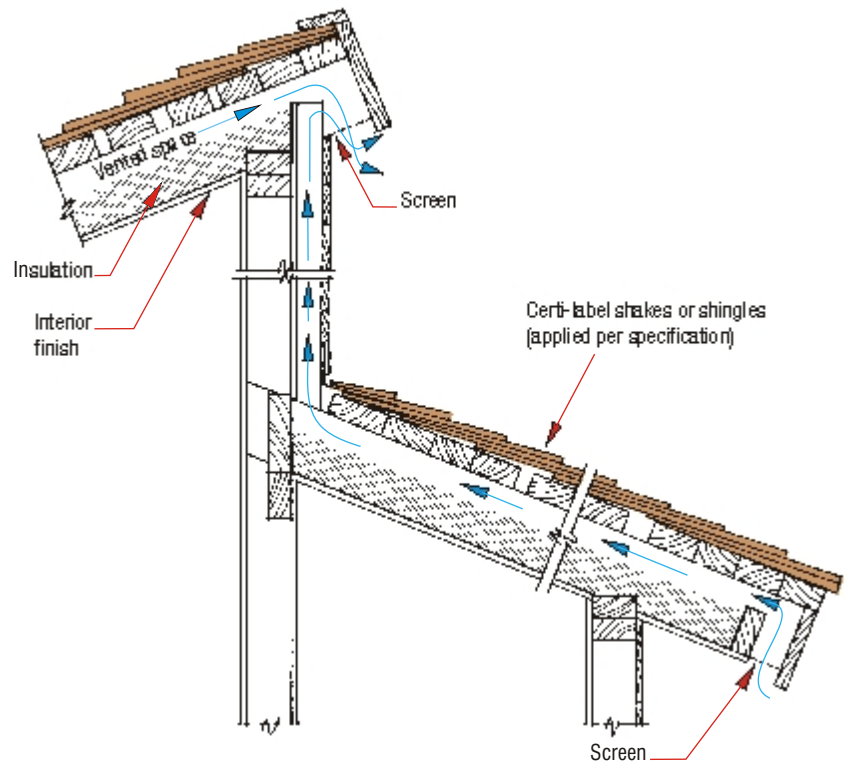 Vented space
Screen
Insulation
Interior
finish
Certi-label shakes or shingles
(applied per specification)
Screen